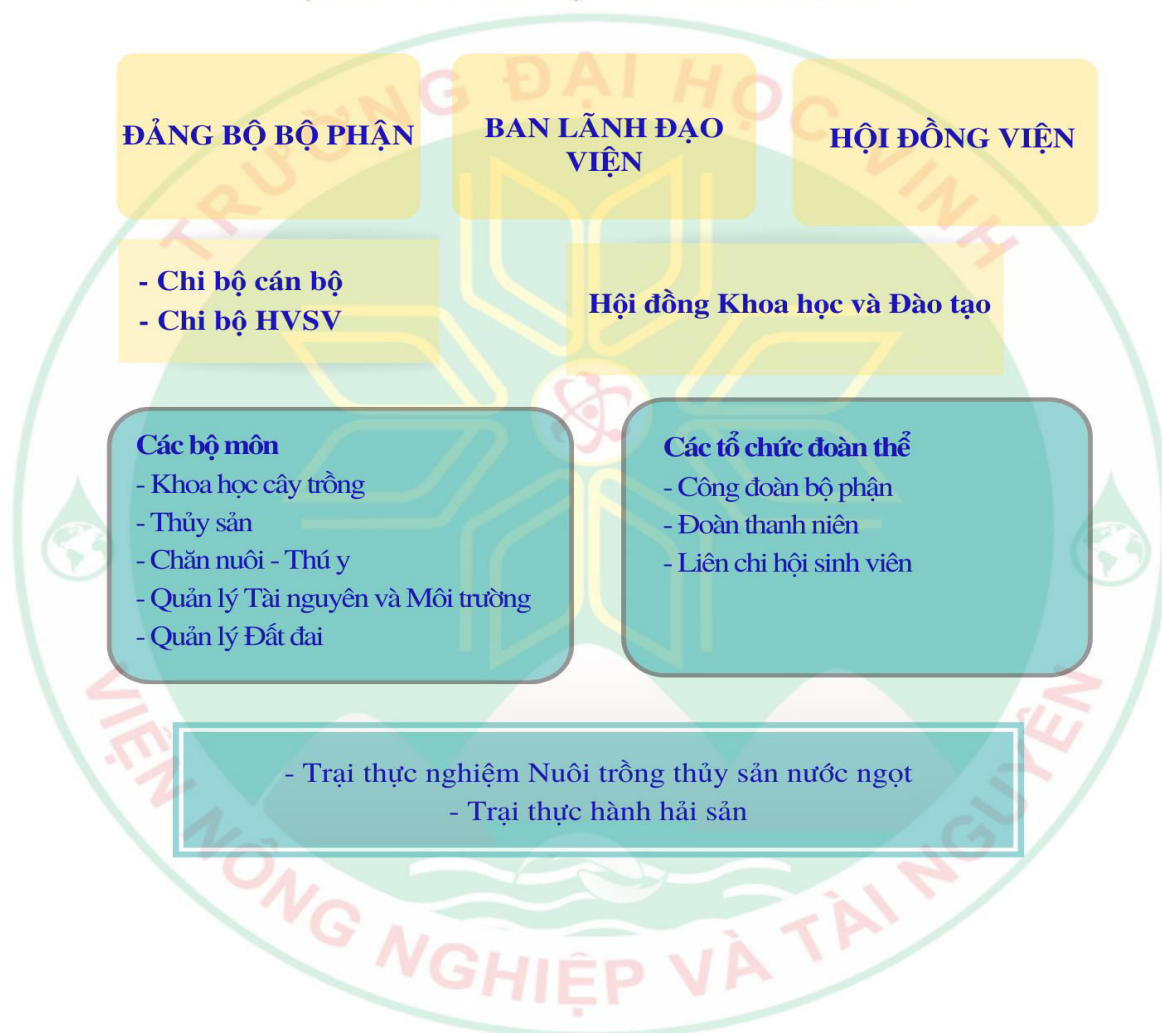 TRƯỜNG ĐẠI HỌC VINH
ĐẢNG BỘ BỘ PHẬN
BAN LÃNH ĐẠO
VIỆN
HỘI ĐỒNG VIỆN
- Chi bộ cán bộ
- Chi bộ HVSV
Hội đồng Khoa học và Đào tạo
Các bộ môn
- Khoa học cây trồng
- Thủy sản
- Chăn nuôi - Thú y
- Quản lý Tài nguyên và Môi trường
- Quản lý Đất đai
Các tổ chức đoàn thể
- Công đoàn bộ phận
- Đoàn thanh niên
- Liên chi hội sinh viên
- Trại thực nghiệm Nuôi trồng thủy sản nước ngọt
- Trại thực hành hải sản
VIỆN NÔNG NGHIỆP VÀ TÀI NGUYÊN